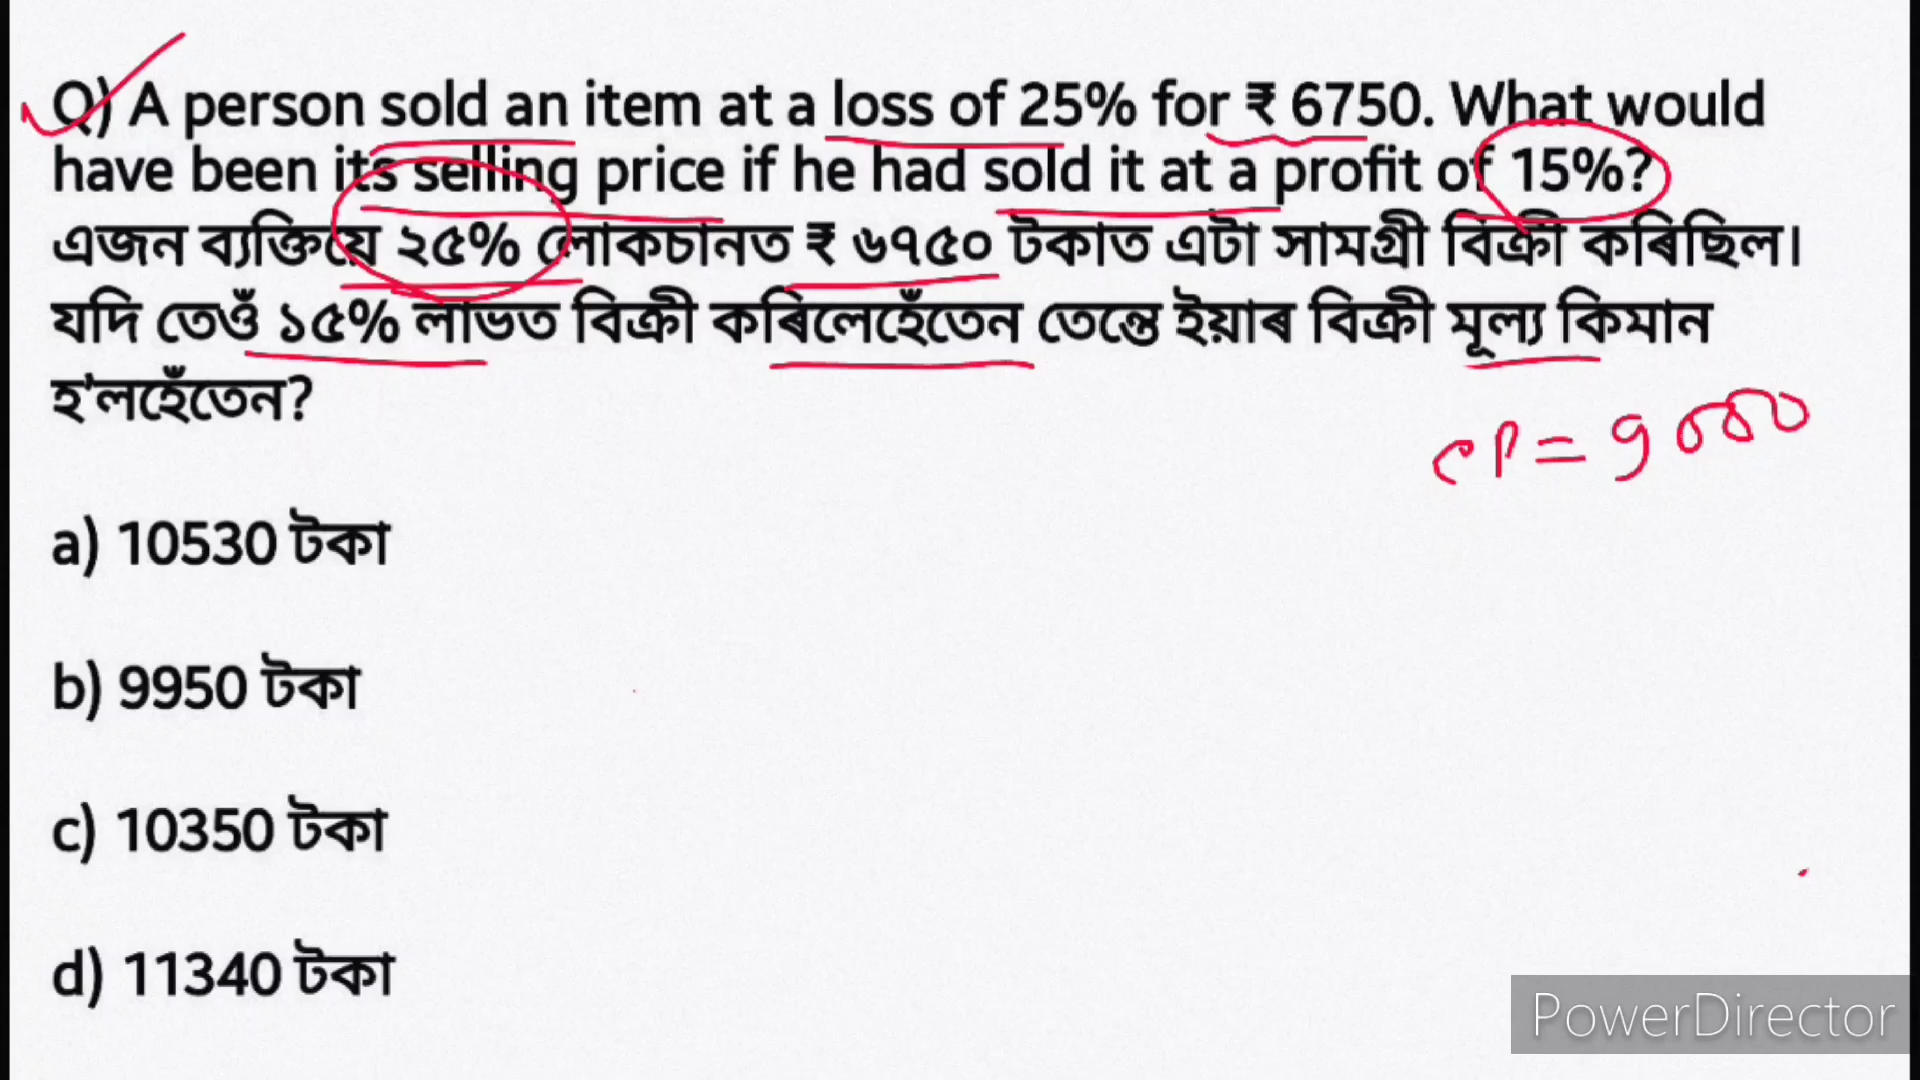 Q) A person sold an item at a loss of 25% for ₹ 6750. What would
have been its selling price if he had sold it at a profit of 15%?
এজন ব্যক্তিয়ে ২৫% লোকচানত ₹ ৬৭৫০ টকাত এটা সামগ্ৰী বিক্ৰী কৰিছিল।
যদি তেওঁ ১৫% লাভত বিক্ৰী কৰিলেহেঁতেন তেন্তে ইয়াৰ বিক্ৰী মূল্য কিমান
হ'লহেঁতেন?
CP = 9000
a) 10530 টকা
b) 9950 টকা
c) 10350 টকা
d) 11340 টকা
PowerDirector